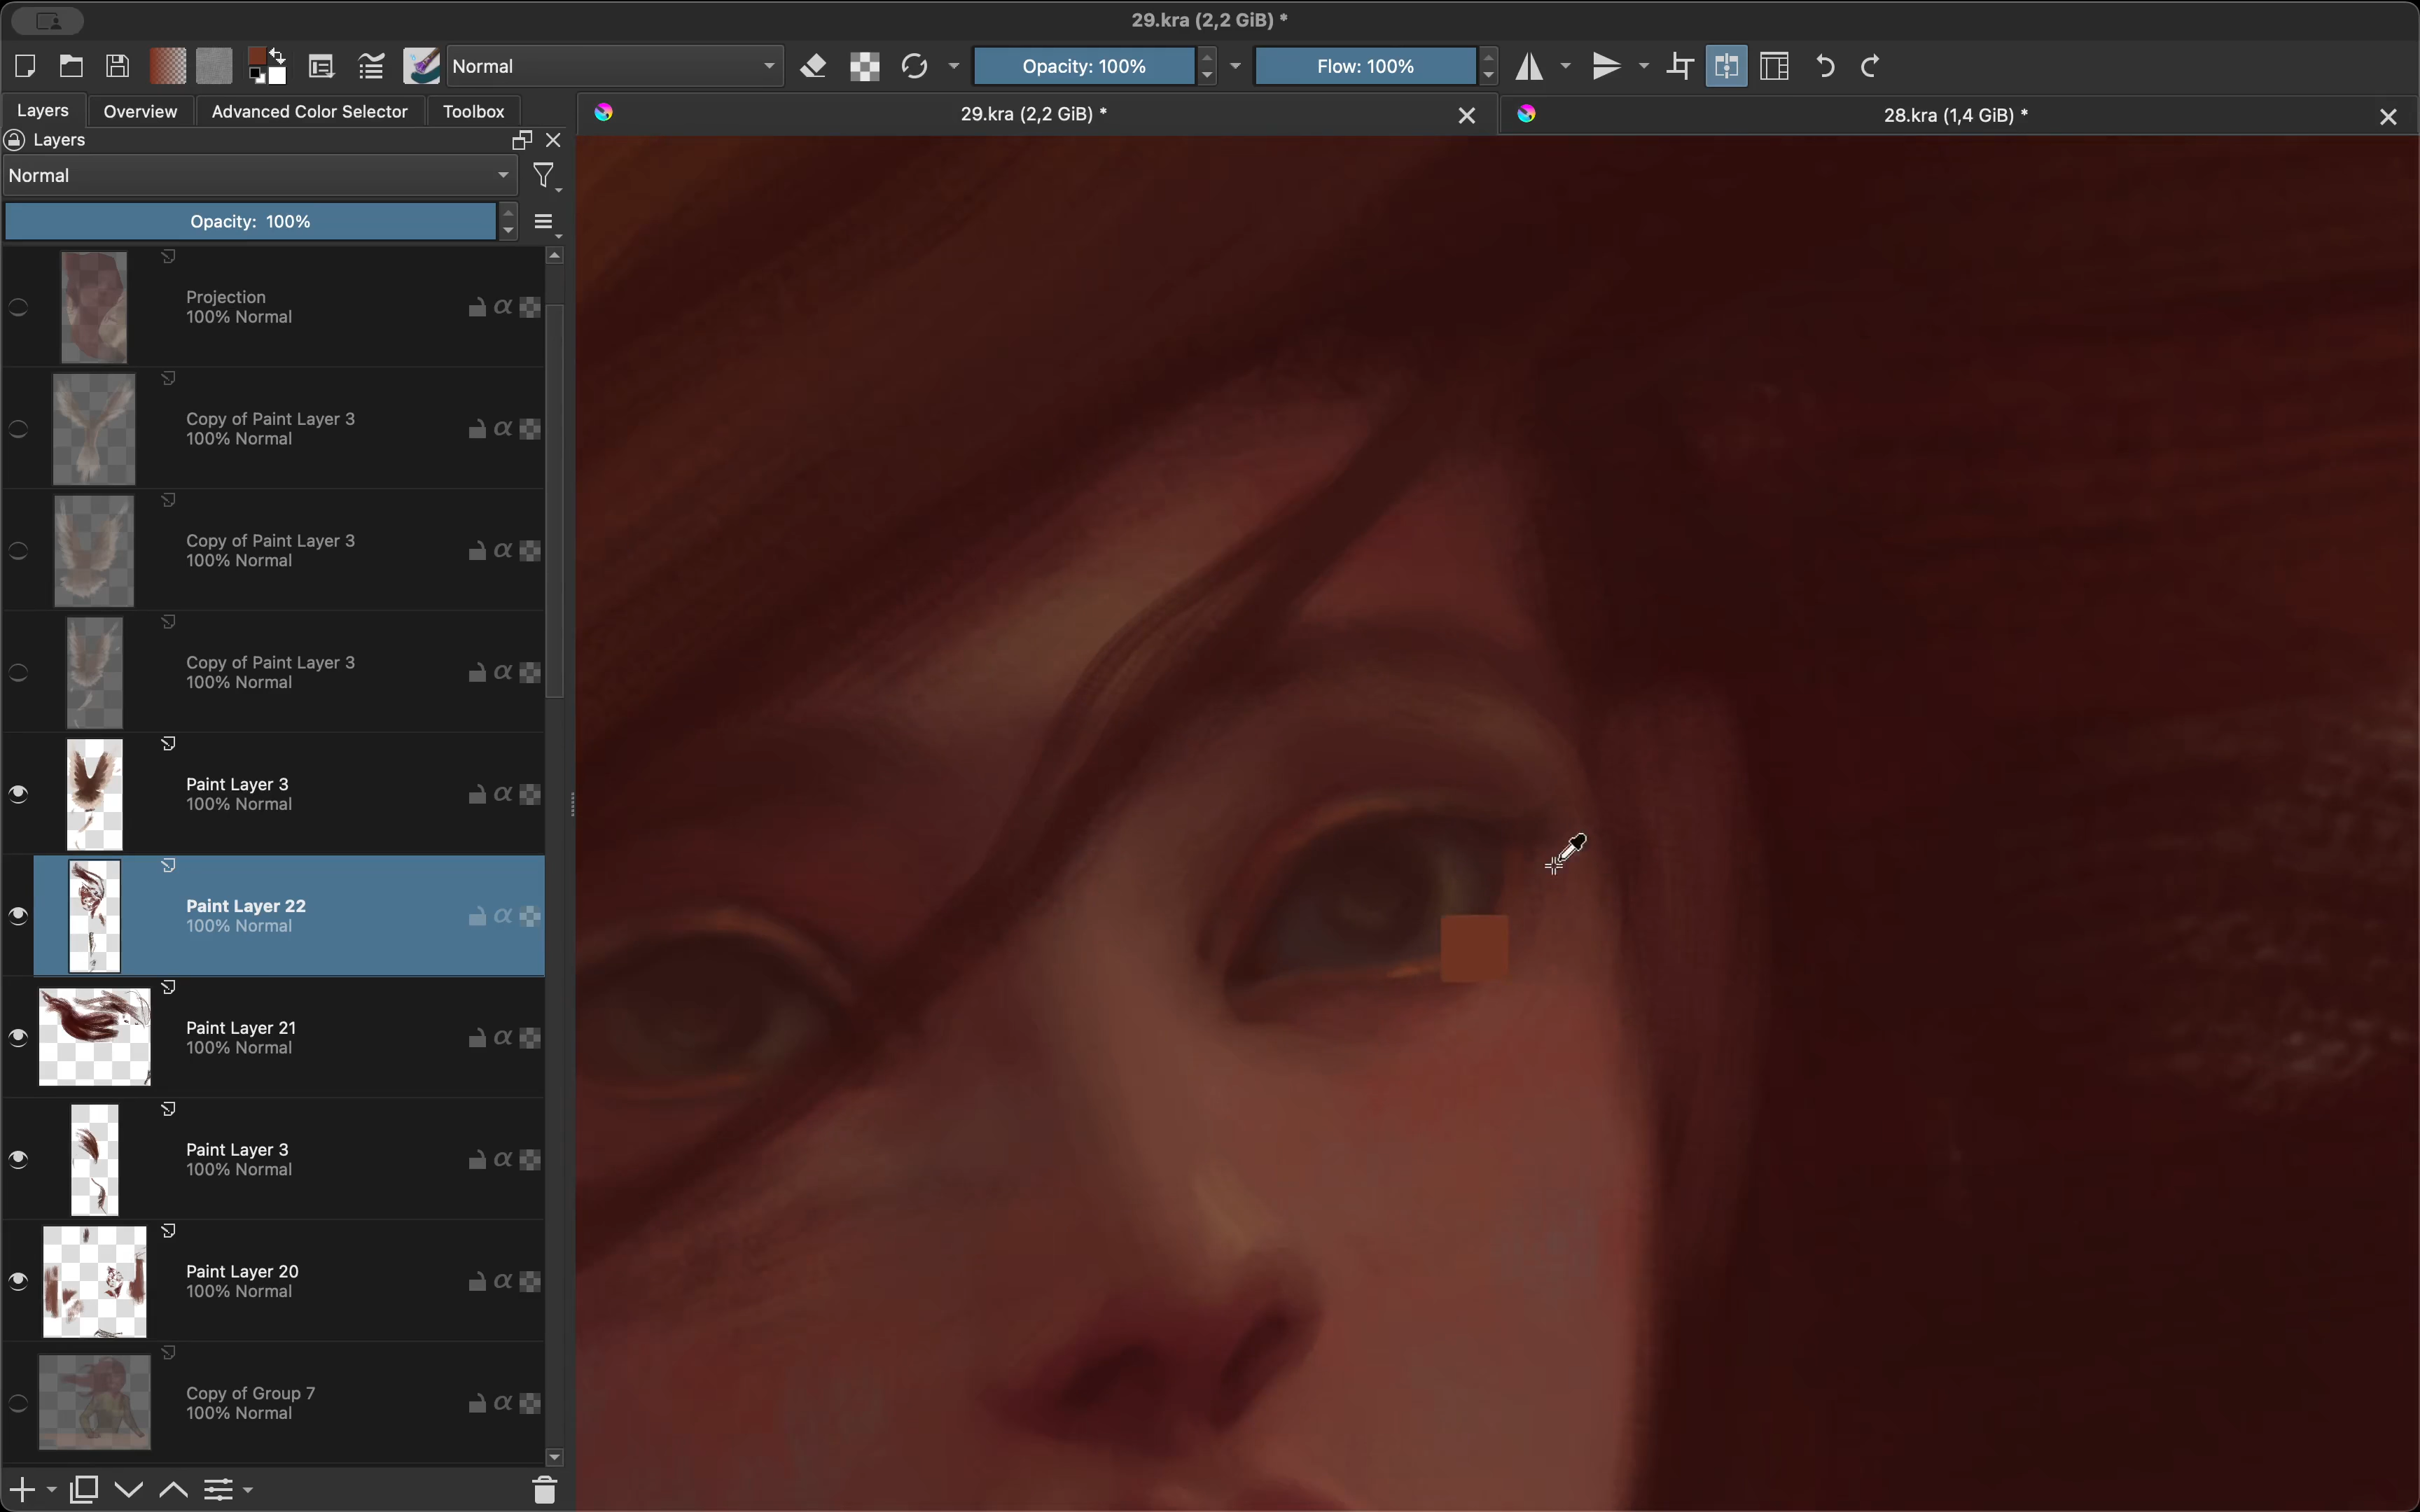 29.kra (2,2 GiB) *
Normal
Opacity: 100%
Flow: 100%
Layers
Overview
Advanced Color Selector
Toolbox
29.kra (2,2 GiB) *
28.kra (1,4 GiB) *
Layers
Normal
Opacity: 100%
Projection
100% Normal
Copy of Paint Layer 3
100% Normal
Copy of Paint Layer 3
100% Normal
Copy of Paint Layer 3
100% Normal
Paint Layer 3
100% Normal
Paint Layer 22
100% Normal
Paint Layer 21
100% Normal
Paint Layer 3
100% Normal
Paint Layer 20
100% Normal
Copy of Group 7
100% Normal